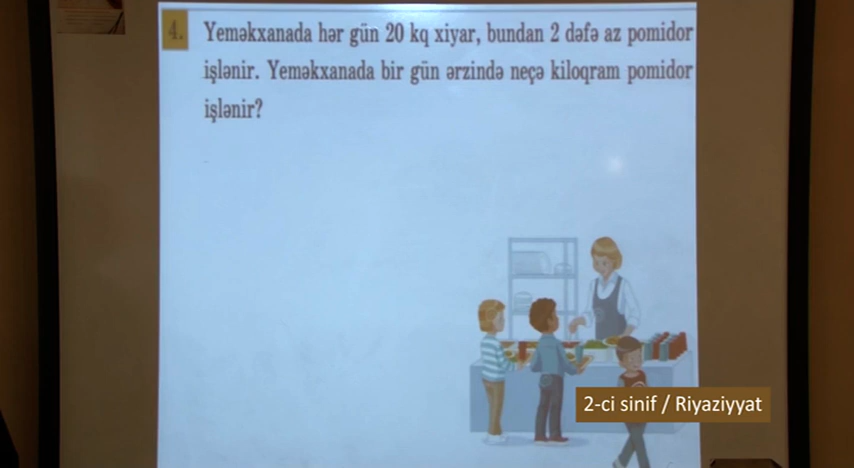 4. Yeməkxanada hər gün 20 kq xiyar, bundan 2 dəfə az pomidor
işlənir. Yeməkxanada bir gün ərzində neçə kiloqram pomidor
işlənir?
2-ci sinif / Riyaziyyat